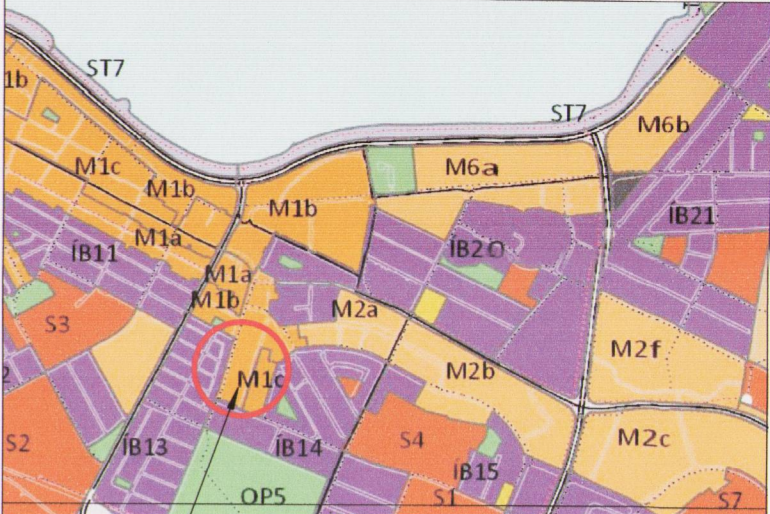 ST7
1b
ST7
M6b
M1c
M6a
M1b
M1b
ÍB21
M1a
ÍB11
ÍB20
M1a
M1b
M2a
S3
M2f
M2b
M1c
2
M2c
S2
ÍB13
ÍB14
S4
ÍB15
OP5
S1
S7